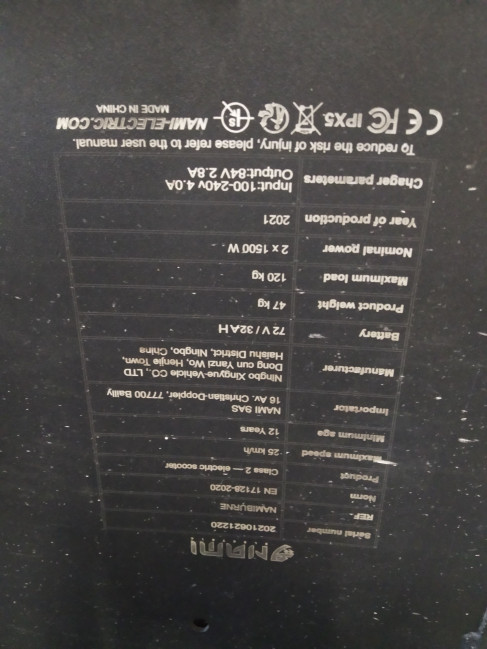 NAMI
Serial number 20210621220
REF. NAMIBURNE
Norm EN 17128-2020
Product Class 2 — electric scooter
Maximum speed 25 km/h
Minimum age 12 Years
Importator NAMI SAS
16 Av. Christian-Doppler, 77700 Bailly
Manufacturer Ningbo Xingyue-Vehicle CO., LTD
Dong cun Yanzi Wo, Henjie Town,
Haishu District, Ningbo, China
Battery 72 V / 32A H
Product weight 47 kg
Maximum load 120 kg
Nominal power 2 x 1500 W
Year of production 2021
Chager parameters Input:100-240v 4.0A
Output:84V 2.8A
To reduce the risk of injury, please refer to the user manual.
CE FC IPX5 NAMI-ELECTRIC.COM
MADE IN CHINA